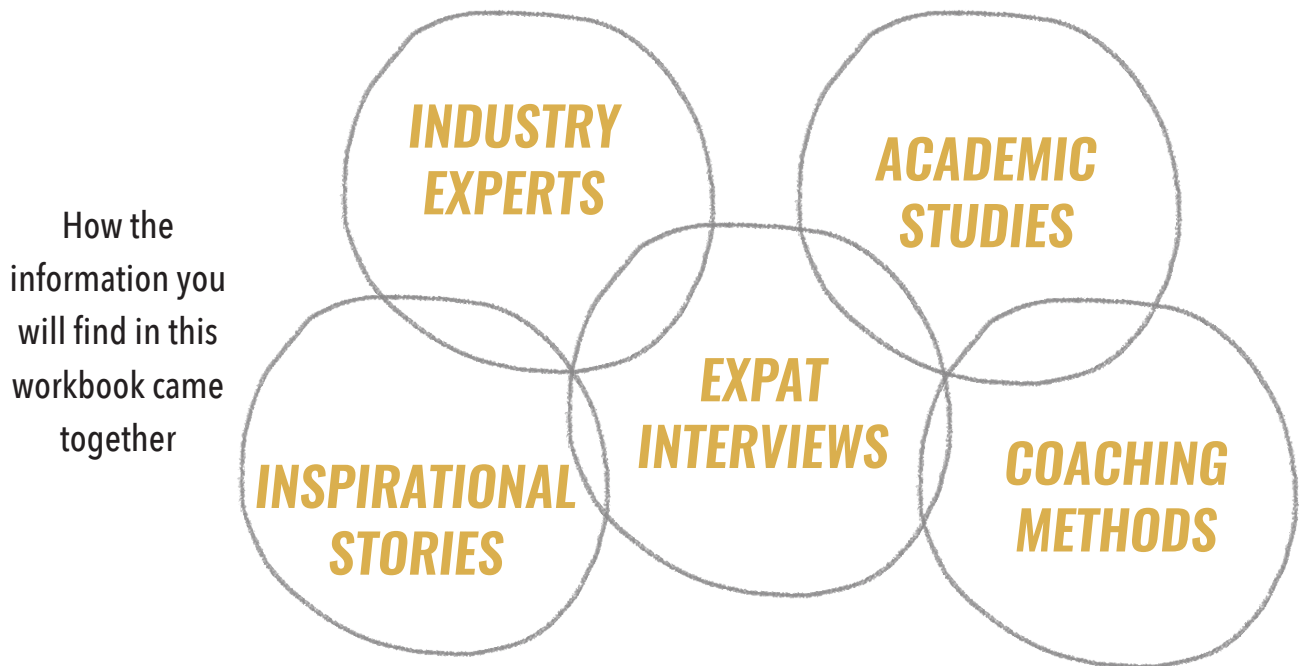 How the
information you
will find in this
workbook came
together
INDUSTRY
EXPERTS
ACADEMIC
STUDIES
EXPAT
INTERVIEWS
INSPIRATIONAL
STORIES
COACHING
METHODS